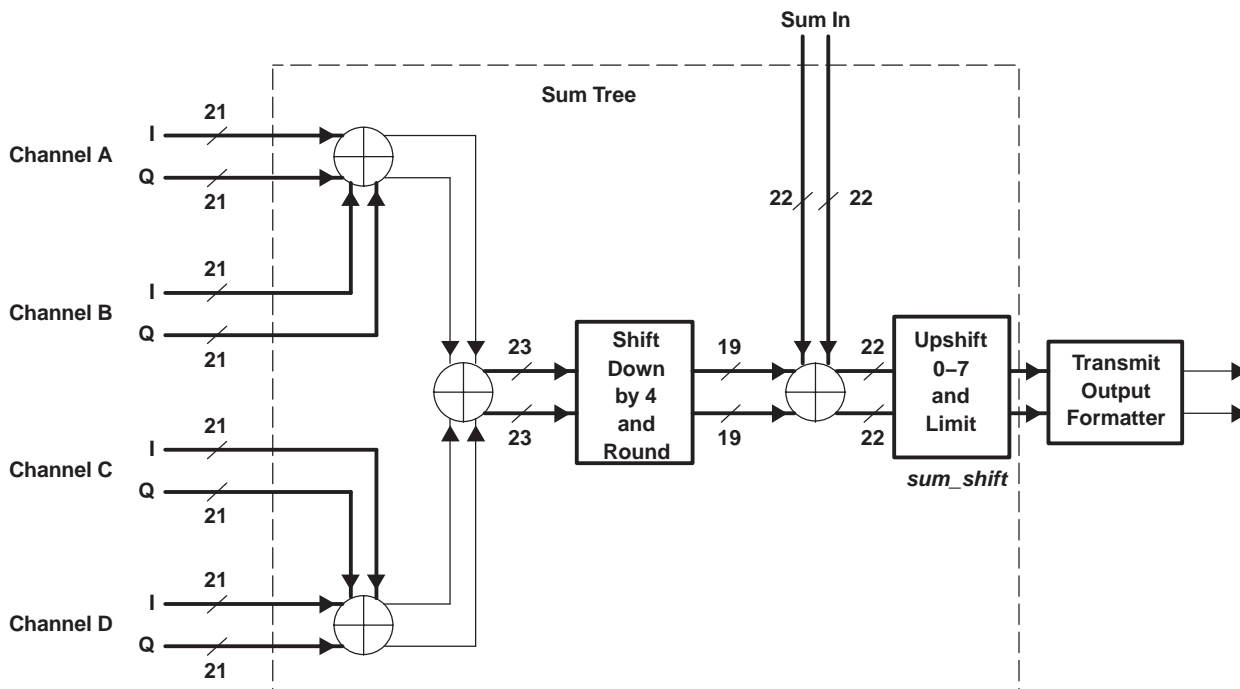 Sum In
Sum Tree
Channel A
I
21
Q
21
22
22
Channel B
I
21
Q
21
23
23
Shift
Down
by 4
and
Round
19
19
22
22
Upshift
0–7
and
Limit
sum_shift
Transmit
Output
Formatter
Channel C
I
21
Q
21
Channel D
I
21
Q
21